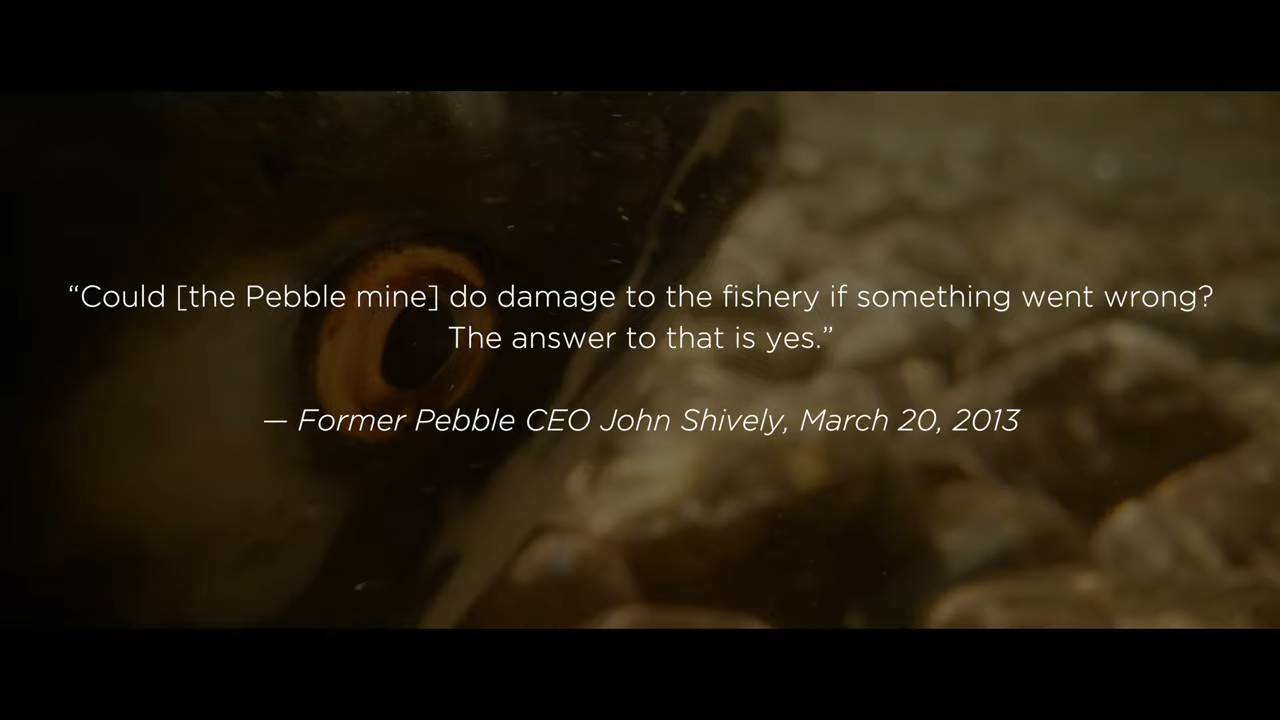 “Could [the Pebble mine] do damage to the fishery if something went wrong?
The answer to that is yes.”
— Former Pebble CEO John Shively, March 20, 2013